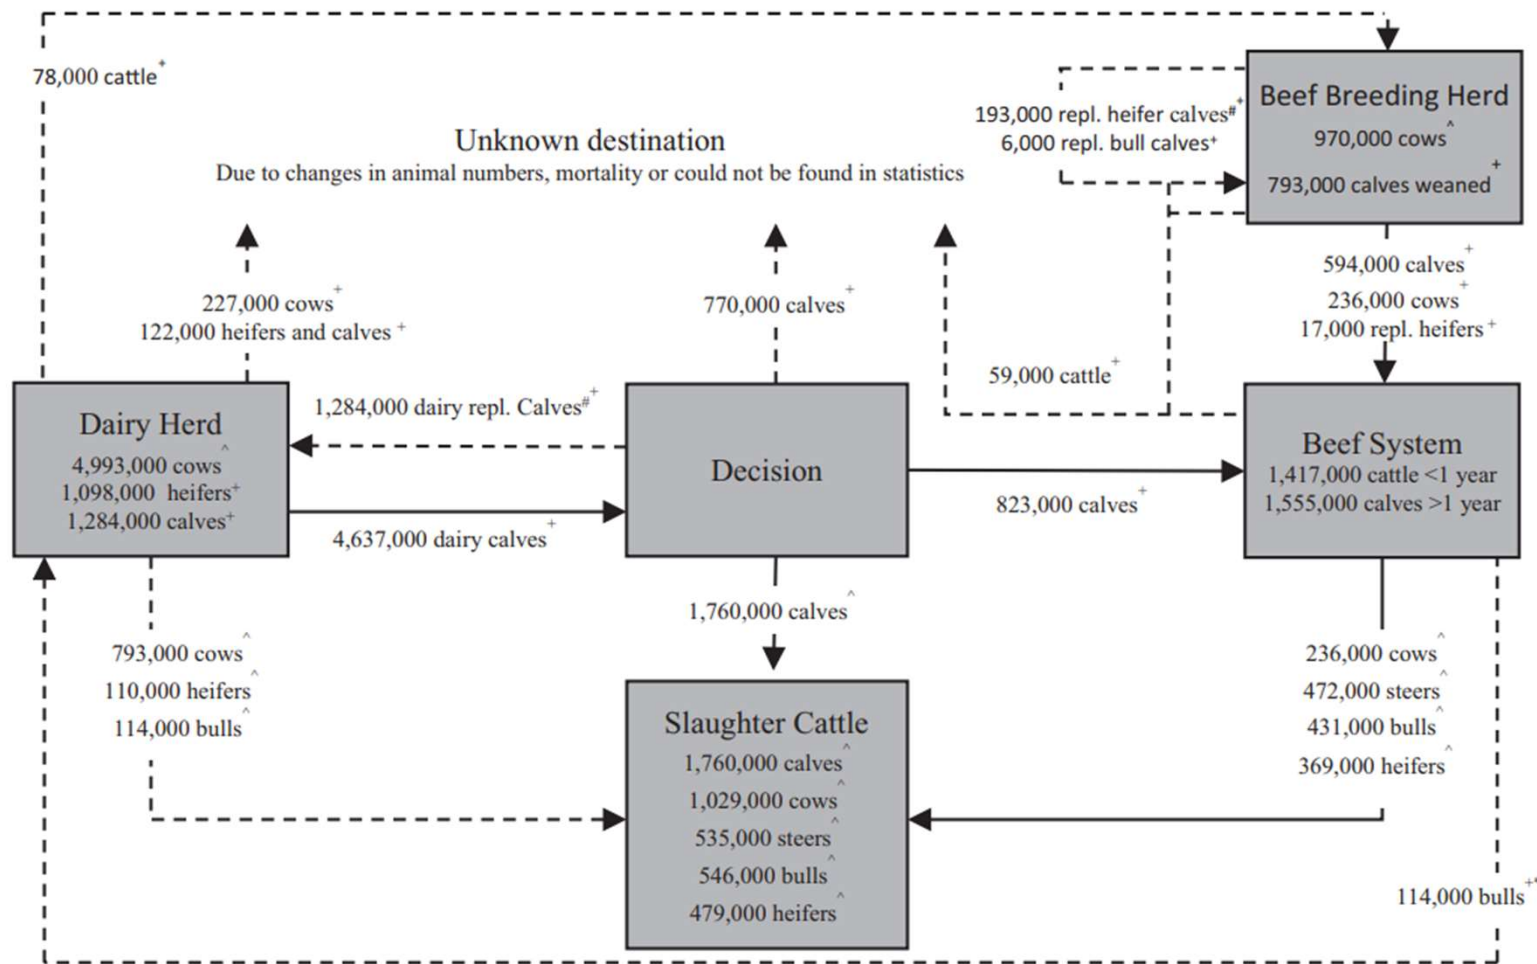 78,000 cattle⁺
Unknown destination
Due to changes in animal numbers, mortality or could not be found in statistics
193,000 repl. heifer calves#⁺
6,000 repl. bull calves⁺
Beef Breeding Herd
970,000 cows^
793,000 calves weaned⁺
227,000 cows⁺
122,000 heifers and calves⁺
770,000 calves⁺
594,000 calves⁺
236,000 cows⁺
17,000 repl. heifers⁺
59,000 cattle⁺
Dairy Herd
4,993,000 cows^
1,098,000 heifers⁺
1,284,000 calves⁺
1,284,000 dairy repl. Calves#⁺
4,637,000 dairy calves⁺
Decision
823,000 calves⁺
Beef System
1,417,000 cattle <1 year
1,555,000 calves >1 year
1,760,000 calves^
793,000 cows^
110,000 heifers^
114,000 bulls^
Slaughter Cattle
1,760,000 calves^
1,029,000 cows^
535,000 steers^
546,000 bulls^
479,000 heifers^
236,000 cows^
472,000 steers^
431,000 bulls^
369,000 heifers^
114,000 bulls⁺*